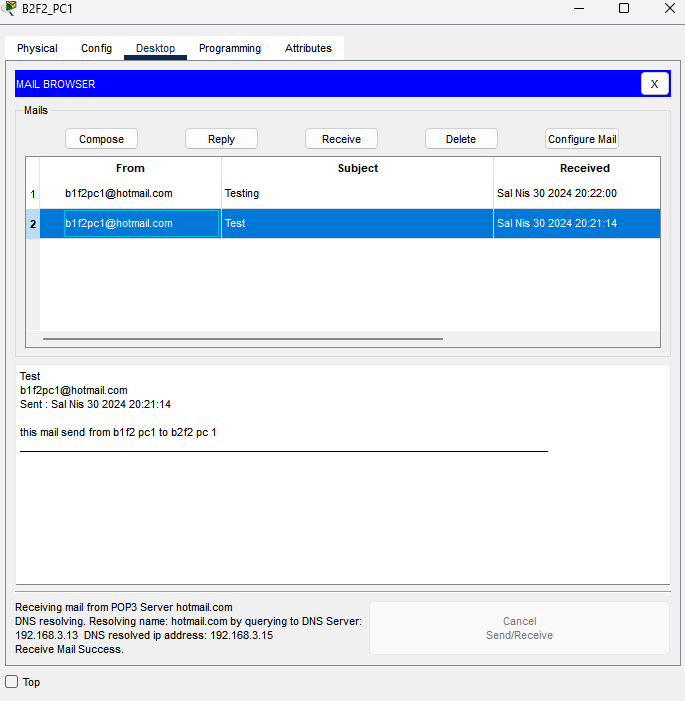 B2F2_PC1
Physical Config Desktop Programming Attributes
MAIL BROWSER X
Mails
Compose Reply Receive Delete Configure Mail
From Subject Received
1 b1f2pc1@hotmail.com Testing Sal Nis 30 2024 20:22:00
2 b1f2pc1@hotmail.com Test Sal Nis 30 2024 20:21:14
Test
b1f2pc1@hotmail.com
Sent : Sal Nis 30 2024 20:21:14
this mail send from b1f2 pc1 to b2f2 pc 1
Receiving mail from POP3 Server hotmail.com
DNS resolving. Resolving name: hotmail.com by querying to DNS Server:
192.168.3.13 DNS resolved ip address: 192.168.3.15
Receive Mail Success.
Cancel
Send/Receive
Top